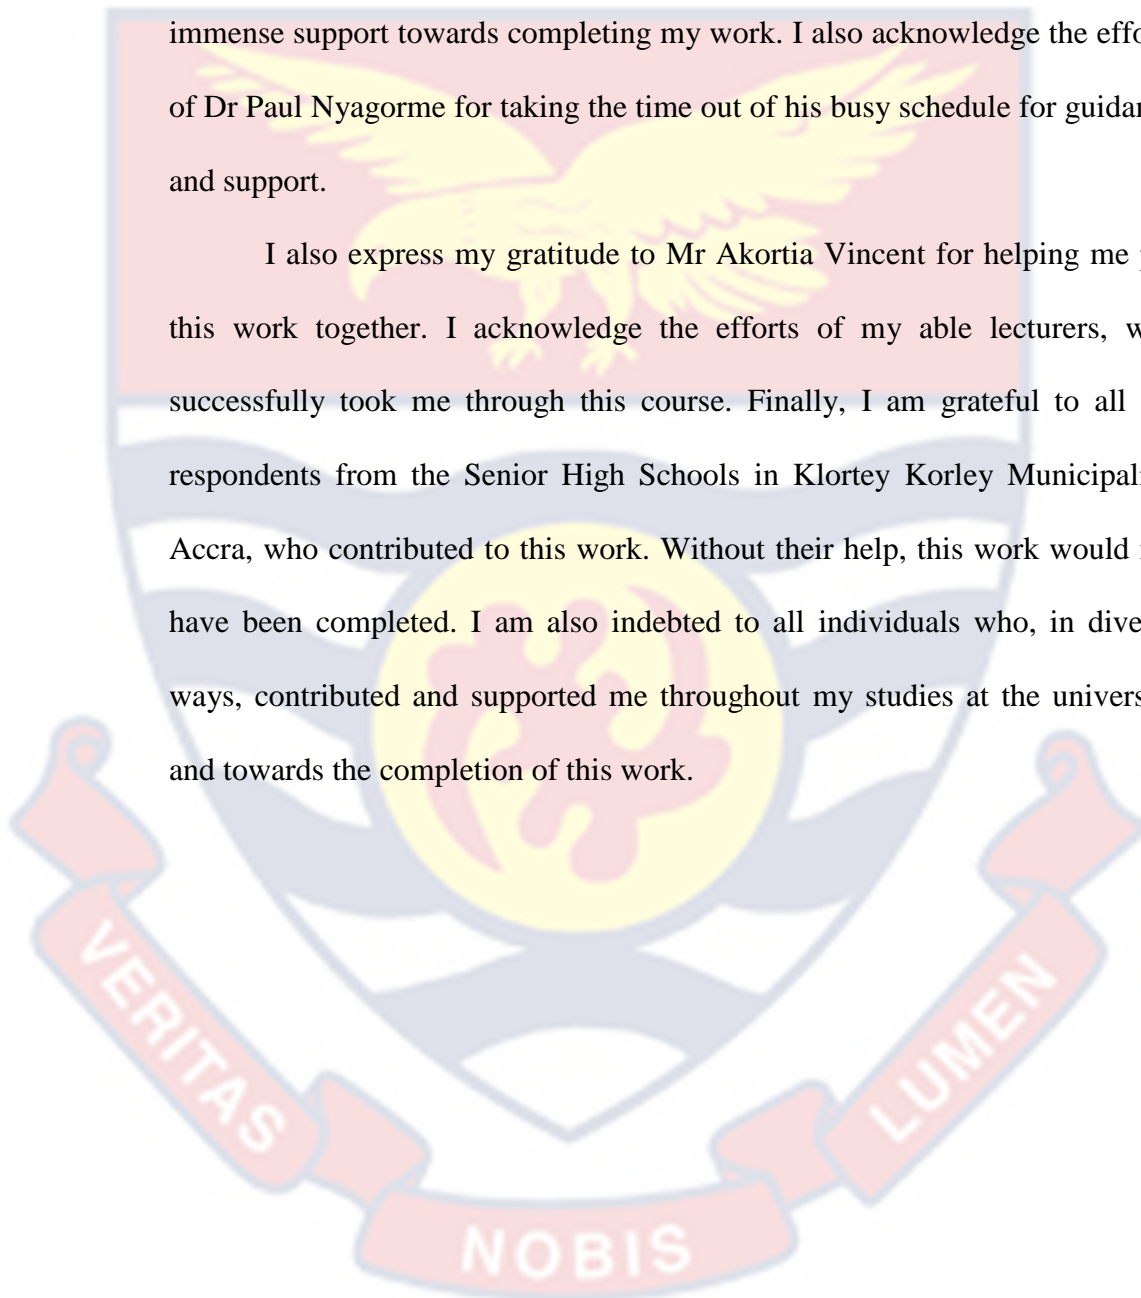 immense support towards completing my work. I also acknowledge the effo
of Dr Paul Nyagorme for taking the time out of his busy schedule for guidan
and support.
I also express my gratitude to Mr Akortia Vincent for helping me
this work together. I acknowledge the efforts of my able lecturers, w
successfully took me through this course. Finally, I am grateful to all
respondents from the Senior High Schools in Klortey Korley Municipali
Accra, who contributed to this work. Without their help, this work would
have been completed. I am also indebted to all individuals who, in dive
ways, contributed and supported me throughout my studies at the univers
and towards the completion of this work.
VERITAS
NOBIS
LUMEN